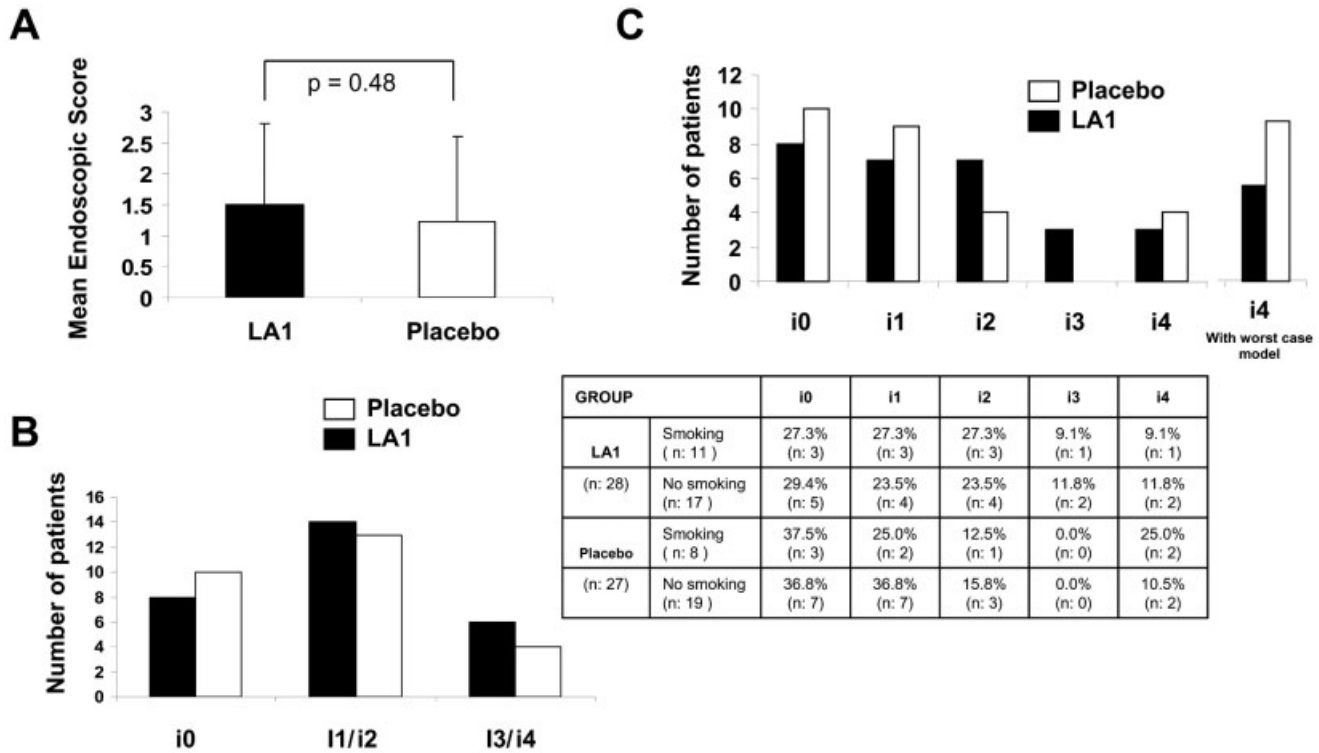 A
p = 0.48
Mean Endoscopic Score
3
2.5
2
1.5
1
0.5
0
LA1 Placebo
B
Placebo
LA1
Number of patients
16
14
12
10
8
6
4
2
0
i0 I1/i2 I3/i4
C
Placebo
LA1
Number of patients
12
10
8
6
4
2
0
i0 i1 i2 i3 i4 i4
With worst case
model
GROUP i0 i1 i2 i3 i4
LA1 Smoking 27.3% 27.3% 27.3% 9.1% 9.1%
( n: 11 ) (n: 3) (n: 3) (n: 3) (n: 1) (n: 1)
(n: 28) No smoking 29.4% 23.5% 23.5% 11.8% 11.8%
(n: 17 ) (n: 5) (n: 4) (n: 4) (n: 2) (n: 2)
Placebo Smoking 37.5% 25.0% 12.5% 0.0% 25.0%
( n: 8 ) (n: 3) (n: 2) (n: 1) (n: 0) (n: 2)
(n: 27) No smoking 36.8% 36.8% 15.8% 0.0% 10.5%
(n: 19 ) (n: 7) (n: 7) (n: 3) (n: 0) (n: 2)